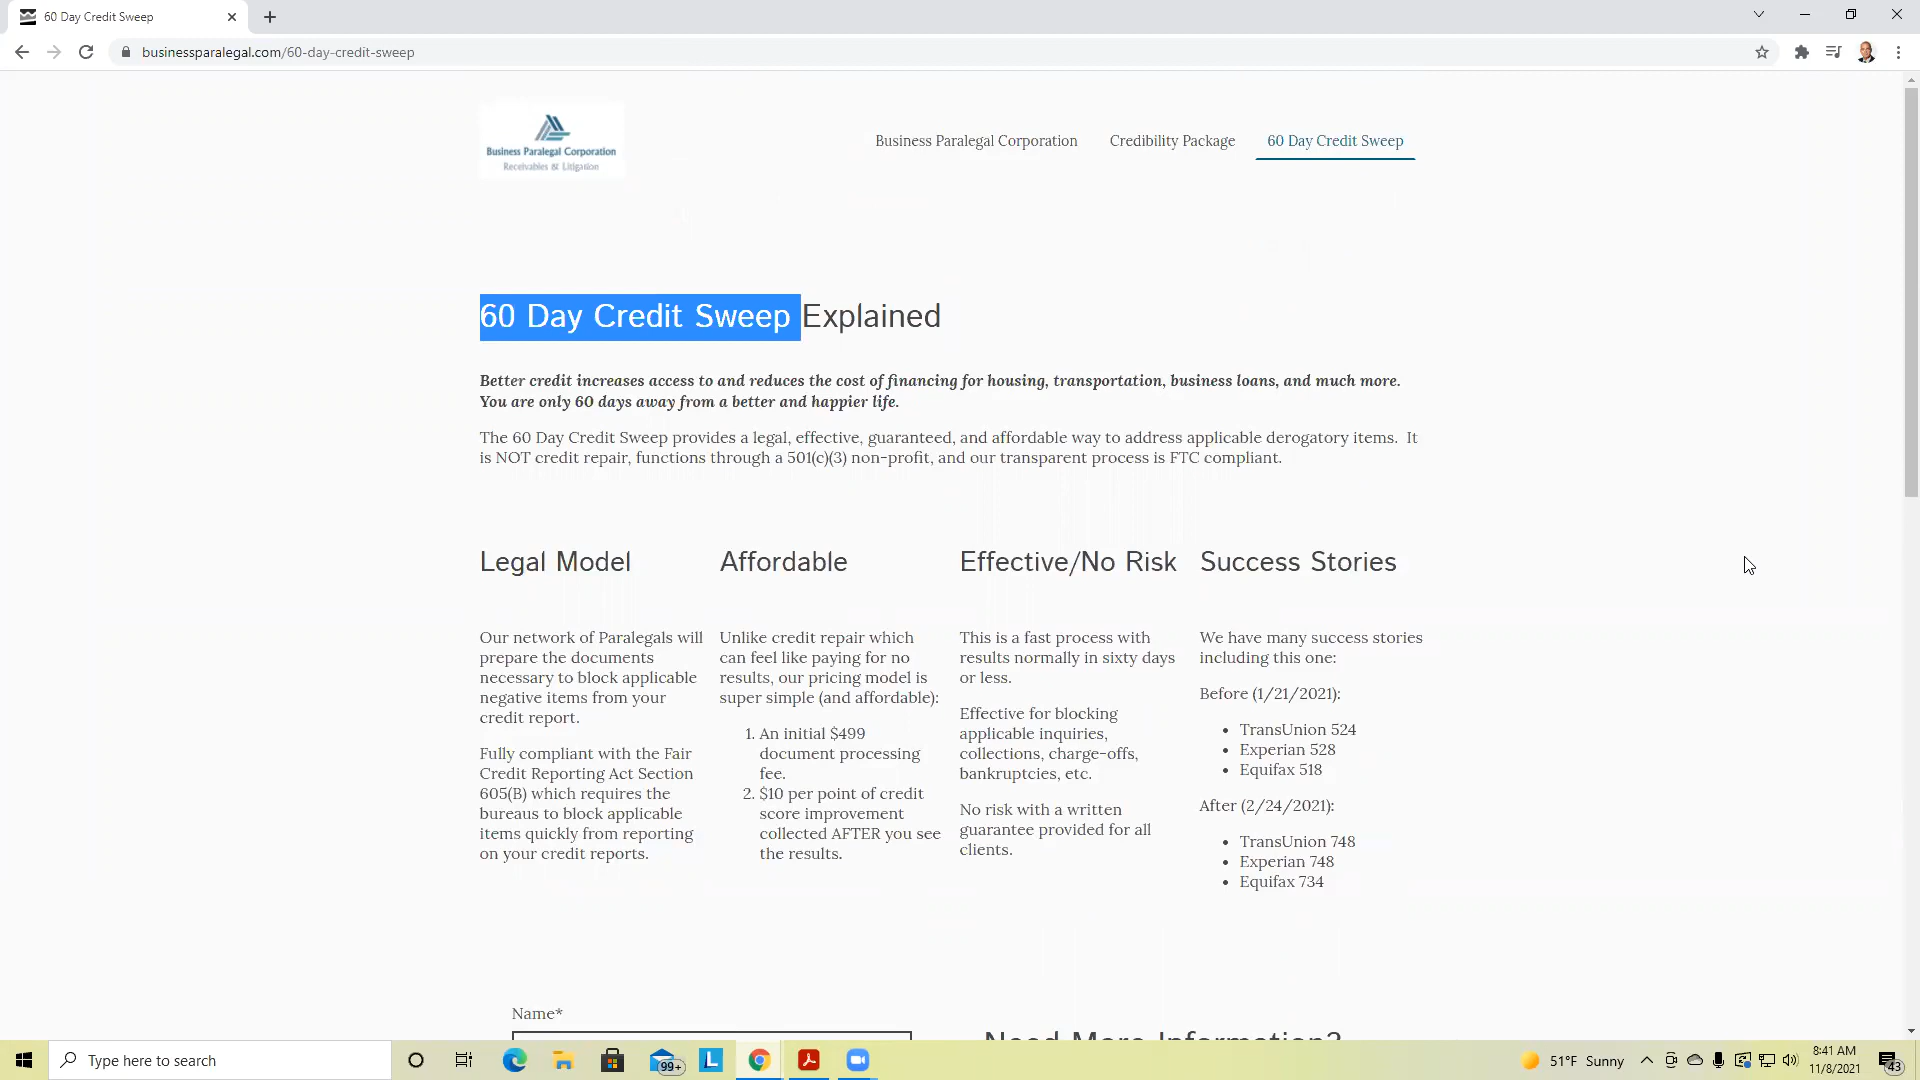 60 Day Credit Sweep
businessparalegal.com/60-day-credit-sweep
Business Paralegal Corporation
Receivables & Litigation
Business Paralegal Corporation Credibility Package 60 Day Credit Sweep
60 Day Credit Sweep Explained
Better credit increases access to and reduces the cost of financing for housing, transportation, business loans, and much more.
You are only 60 days away from a better and happier life.
The 60 Day Credit Sweep provides a legal, effective, guaranteed, and affordable way to address applicable derogatory items. It
is NOT credit repair, functions through a 501(c)(3) non-profit, and our transparent process is FTC compliant.
Legal Model
Our network of Paralegals will
prepare the documents
necessary to block applicable
negative items from your
credit report.
Fully compliant with the Fair
Credit Reporting Act Section
605(B) which requires the
bureaus to block applicable
items quickly from reporting
on your credit reports.
Affordable
Unlike credit repair which
can feel like paying for no
results, our pricing model is
super simple (and affordable):
1. An initial $499
document processing
fee.
2. $10 per point of credit
score improvement
collected AFTER you see
the results.
Effective/No Risk
This is a fast process with
results normally in sixty days
or less.
Effective for blocking
applicable inquiries,
collections, charge-offs,
bankruptcies, etc.
No risk with a written
guarantee provided for all
clients.
Success Stories
We have many success stories
including this one:
Before (1/21/2021):
• TransUnion 524
• Experian 528
• Equifax 518
After (2/24/2021):
• TransUnion 748
• Experian 748
• Equifax 734
Name*
Need More Information?
Type here to search
99+
L
51°F Sunny
8:41 AM
11/8/2021
43